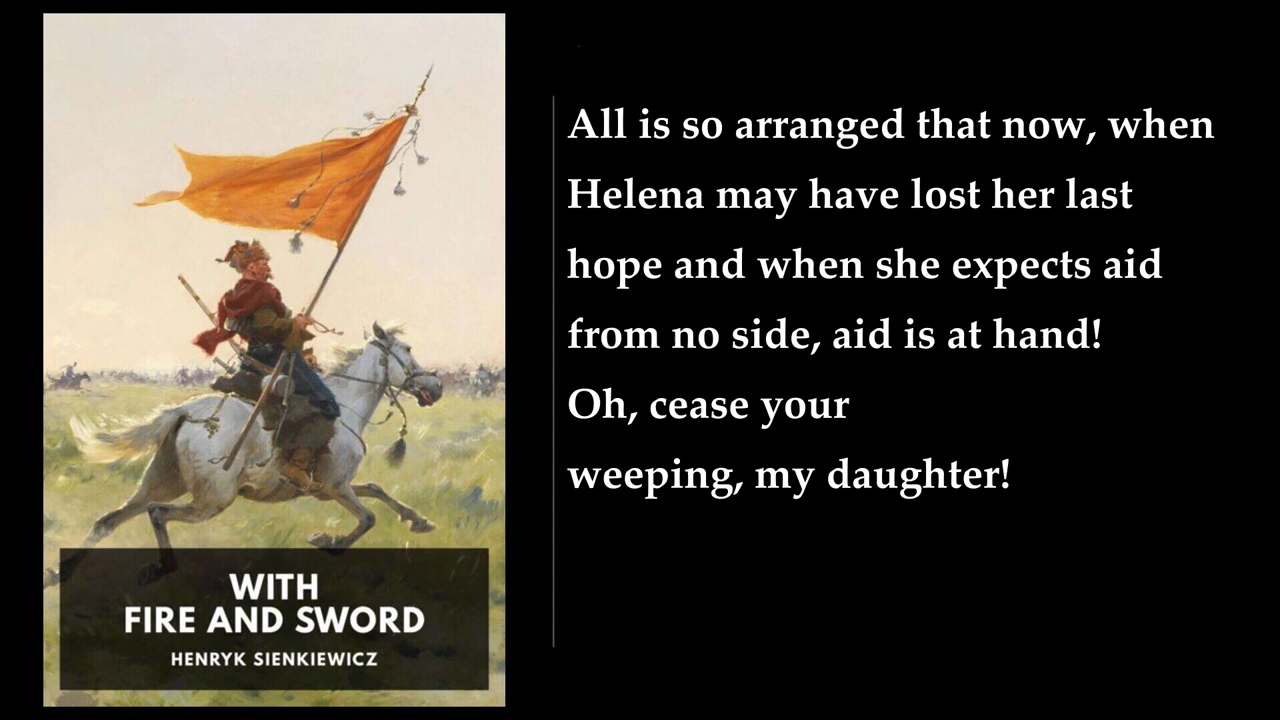 All is so arranged that now, when
Helena may have lost her last
hope and when she expects aid
from no side, aid is at hand!
Oh, cease your
weeping, my daughter!
WITH
FIRE AND SWORD
HENRYK SIENKIEWICZ